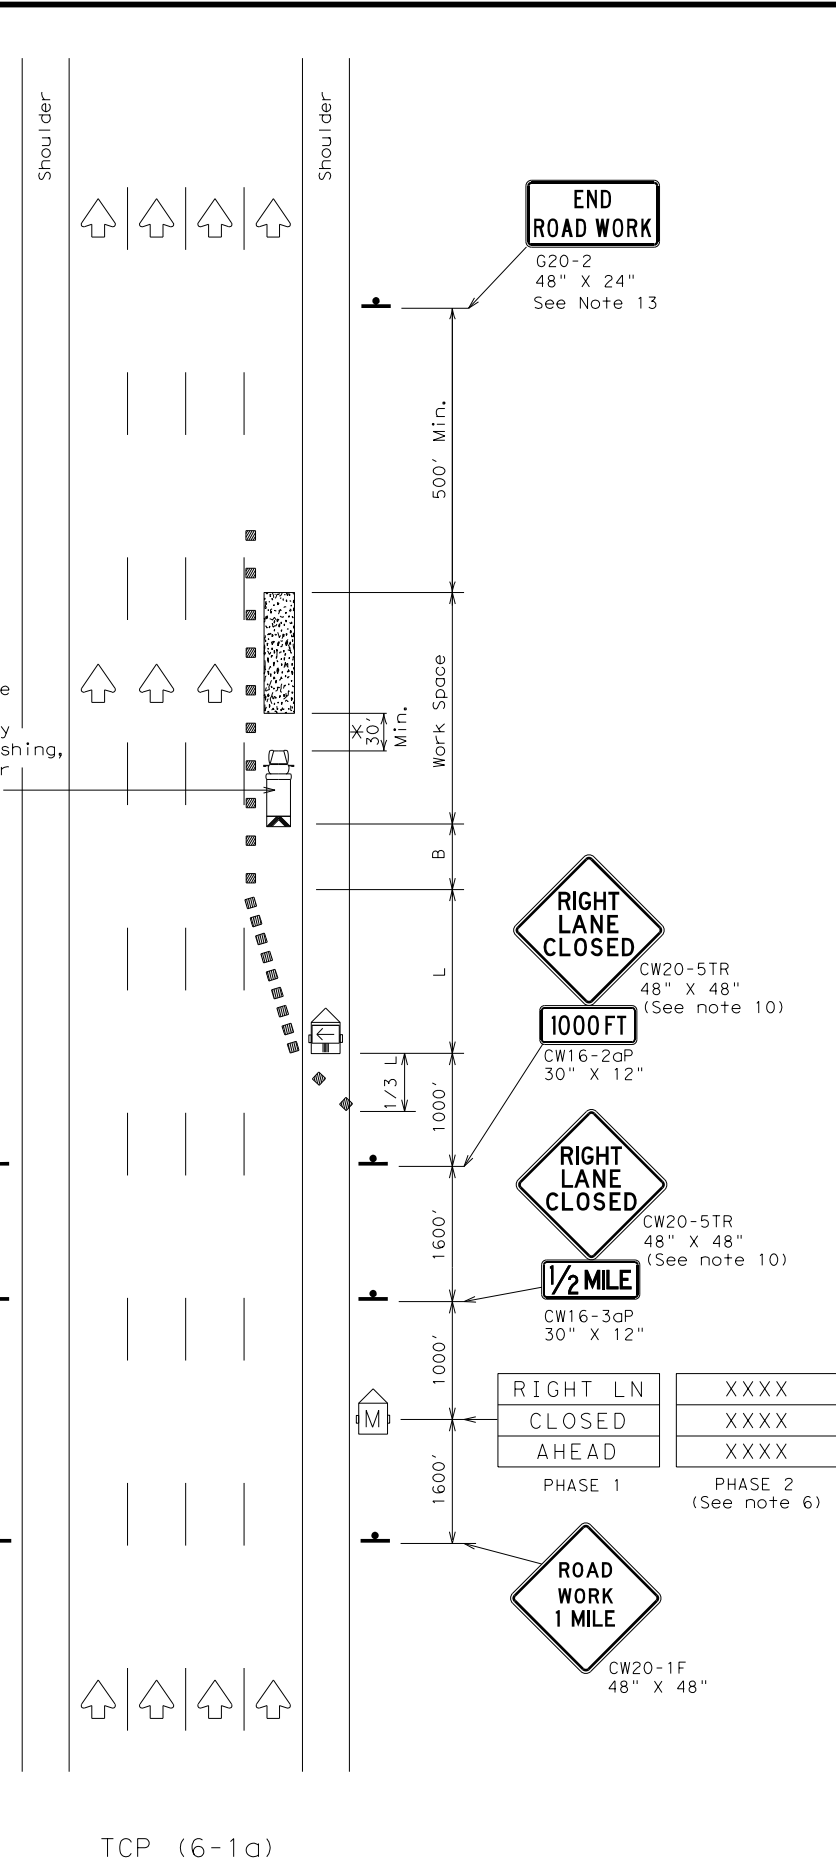 Shoulder
Shoulder
END
ROAD WORK
G20-2
48" X 24"
See Note 13
500' Min.
e
y
shing,
r
30'
Min.
Work Space
B
L
RIGHT
LANE
CLOSED
CW20-5TR
48" X 48"
(See note 10)
1000 FT
CW16-2aP
30" X 12"
1/3 L
1000'
RIGHT
LANE
CLOSED
CW20-5TR
48" X 48"
(See note 10)
1/2 MILE
CW16-3aP
30" X 12"
1600'
1000'
M
RIGHT LN
CLOSED
AHEAD
PHASE 1
XXXX
XXXX
XXXX
PHASE 2
(See note 6)
1600'
ROAD
WORK
1 MILE
CW20-1F
48" X 48"
TCP (6-1a)